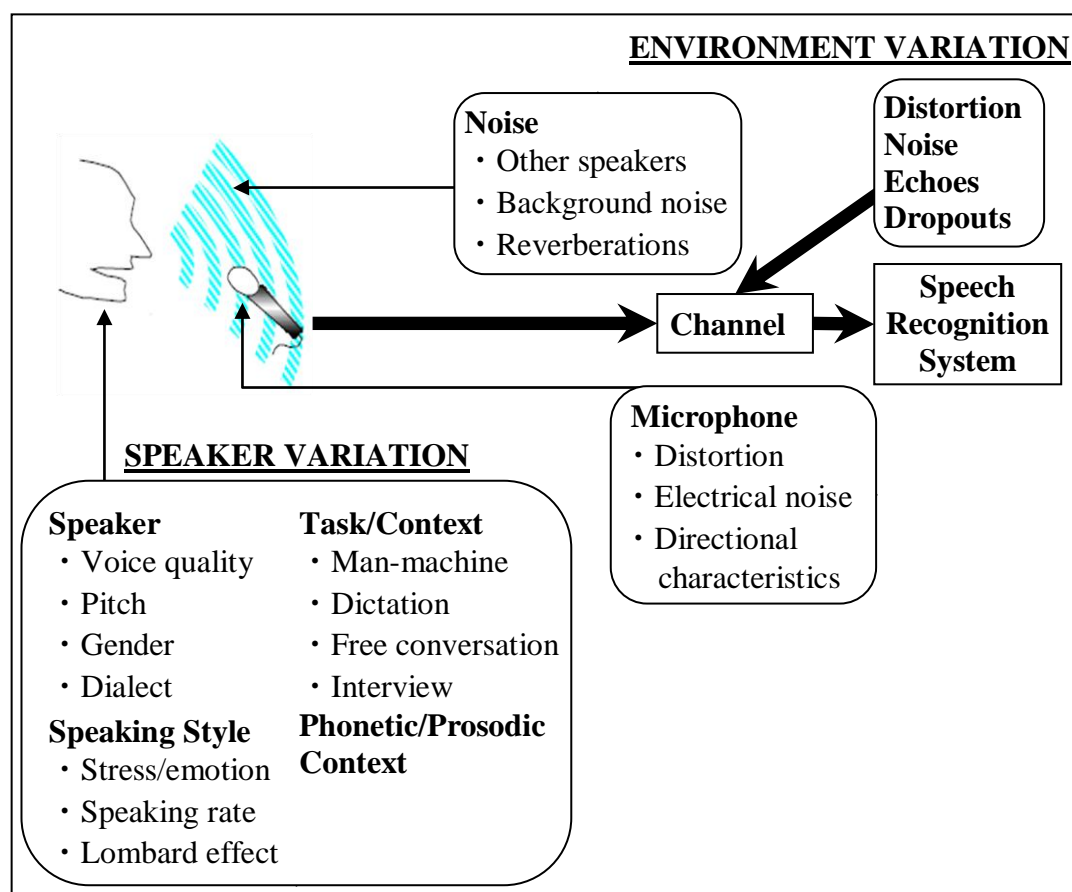 ENVIRONMENT VARIATION
Noise
・Other speakers
・Background noise
・Reverberations
Distortion
Noise
Echoes
Dropouts
Channel
Speech
Recognition
System
Microphone
・Distortion
・Electrical noise
・Directional
characteristics
SPEAKER VARIATION
Speaker
・Voice quality
・Pitch
・Gender
・Dialect
Speaking Style
・Stress/emotion
・Speaking rate
・Lombard effect
Task/Context
・Man-machine
・Dictation
・Free conversation
・Interview
Phonetic/Prosodic
Context